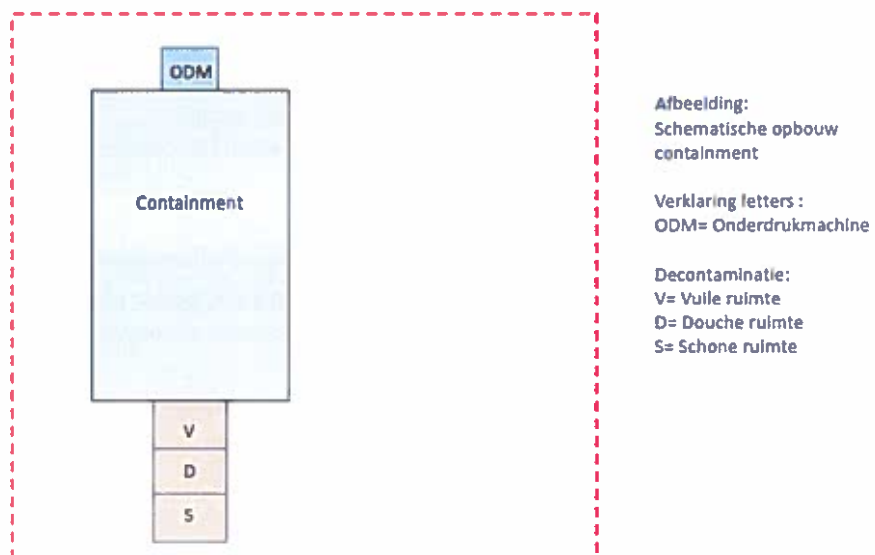 ODM
Containment
V
D
S
Afbeelding:
Schematische opbouw
containment
Verklaring letters :
ODM= Onderdrukmachine
Decontaminatie:
V= Vuile ruimte
D= Douche ruimte
S= Schone ruimte